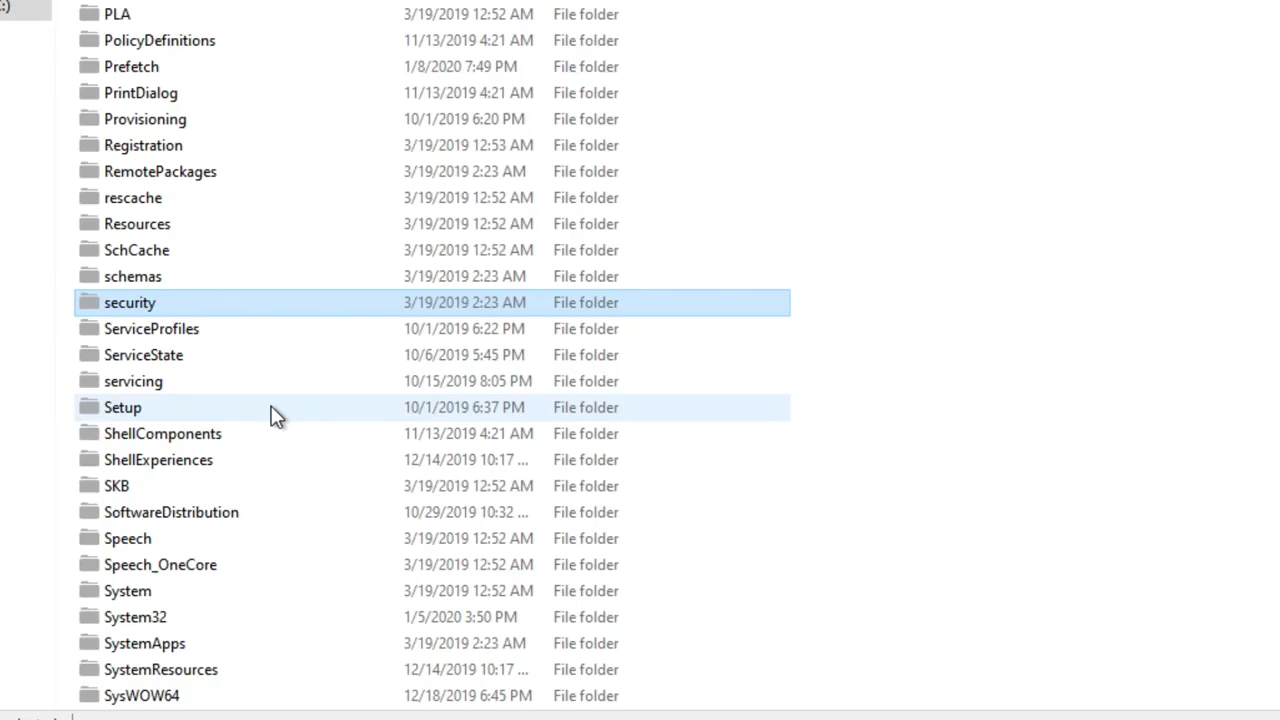 :)
PLA 3/19/2019 12:52 AM File folder
PolicyDefinitions 11/13/2019 4:21 AM File folder
Prefetch 1/8/2020 7:49 PM File folder
PrintDialog 11/13/2019 4:21 AM File folder
Provisioning 10/1/2019 6:20 PM File folder
Registration 3/19/2019 12:53 AM File folder
RemotePackages 3/19/2019 2:23 AM File folder
rescache 3/19/2019 12:52 AM File folder
Resources 3/19/2019 12:52 AM File folder
SchCache 3/19/2019 12:52 AM File folder
schemas 3/19/2019 2:23 AM File folder
security 3/19/2019 2:23 AM File folder
ServiceProfiles 10/1/2019 6:22 PM File folder
ServiceState 10/6/2019 5:45 PM File folder
servicing 10/15/2019 8:05 PM File folder
Setup 10/1/2019 6:37 PM File folder
ShellComponents 11/13/2019 4:21 AM File folder
ShellExperiences 12/14/2019 10:17 ... File folder
SKB 3/19/2019 12:52 AM File folder
SoftwareDistribution 10/29/2019 10:32 ... File folder
Speech 3/19/2019 12:52 AM File folder
Speech_OneCore 3/19/2019 12:52 AM File folder
System 3/19/2019 12:52 AM File folder
System32 1/5/2020 3:50 PM File folder
SystemApps 3/19/2019 2:23 AM File folder
SystemResources 12/14/2019 10:17 ... File folder
SysWOW64 12/18/2019 6:45 PM File folder